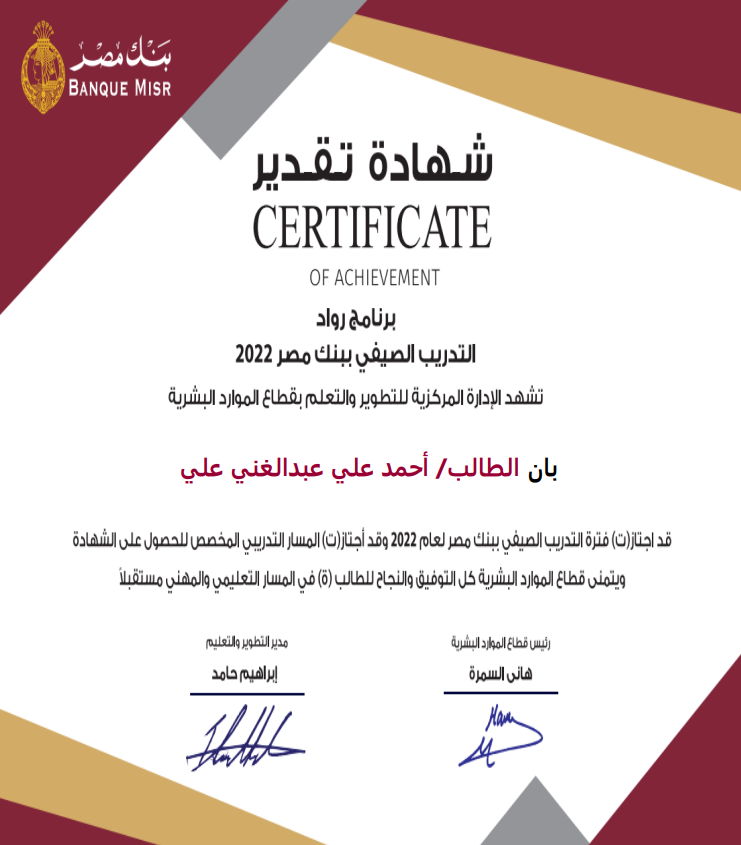 بنك مصر
BANQUE MISR
شهادة تقدير
CERTIFICATE
OF ACHIEVEMENT
برنامج رواد
التدريب الصيفي ببنك مصر 2022
تشهد الإدارة المركزية للتطوير والتعلم بقطاع الموارد البشرية
بان الطالب/ أحمد علي عبدالغني علي
قد اجتاز(ت) فترة التدريب الصيفي ببنك مصر لعام 2022 وقد أجتاز(ت) المسار التدريبي المخصص للحصول على الشهادة
ويتمنى قطاع الموارد البشرية كل التوفيق والنجاح للطالب (ة) في المسار التعليمي والمهني مستقبلاً
رئيس قطاع الموارد البشرية
هانى السمرة
مدير التطوير والتعليم
إبراهيم حامد